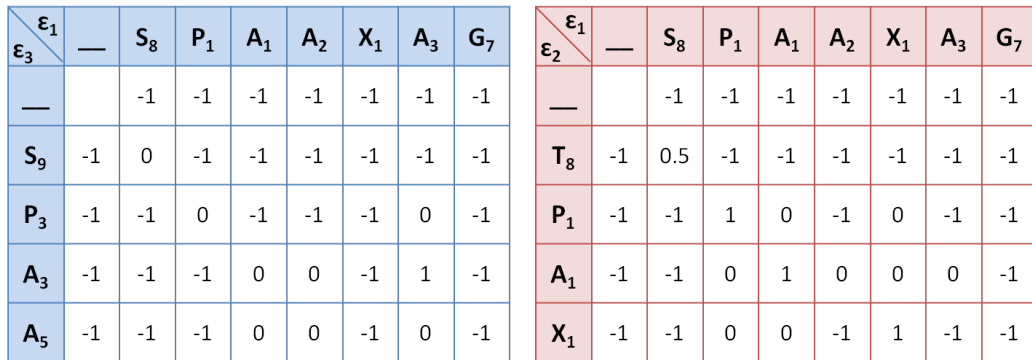 ε₁ ε₃ __ S₈ P₁ A₁ A₂ X₁ A₃ G₇
__ -1 -1 -1 -1 -1 -1 -1
S₉ -1 0 -1 -1 -1 -1 -1 -1
P₃ -1 -1 0 -1 -1 -1 0 -1
A₃ -1 -1 -1 0 0 -1 1 -1
A₅ -1 -1 -1 0 0 -1 0 -1
ε₁ ε₂ __ S₈ P₁ A₁ A₂ X₁ A₃ G₇
__ -1 -1 -1 -1 -1 -1 -1
T₈ -1 0.5 -1 -1 -1 -1 -1 -1
P₁ -1 -1 1 0 -1 0 -1 -1
A₁ -1 -1 0 1 0 0 0 -1
X₁ -1 -1 0 0 -1 1 -1 -1